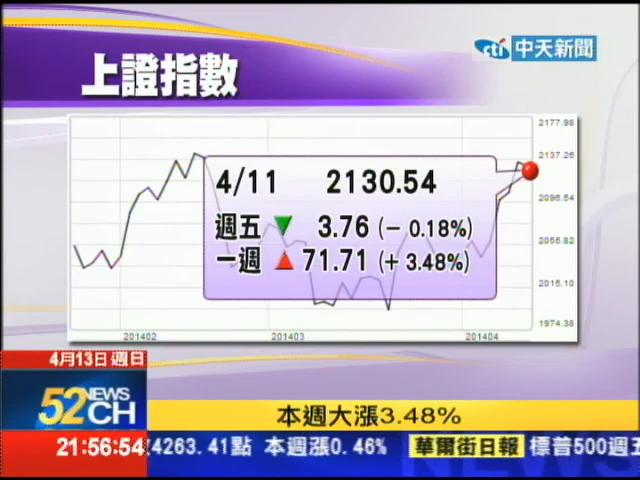 cti 中天新聞
上證指數
2177.98
2137.26
4/11 2130.54
2096.54
週五 ▼ 3.76 (－0.18%)
2055.82
一週 ▲ 71.71 (+3.48%)
2015.10
1974.38
201402 201403 201404
4月13日 週日
52 NEWS CH
本週大漲3.48%
21:56:54 4263.41點 本週漲0.46% 華爾街日報 標普500週五